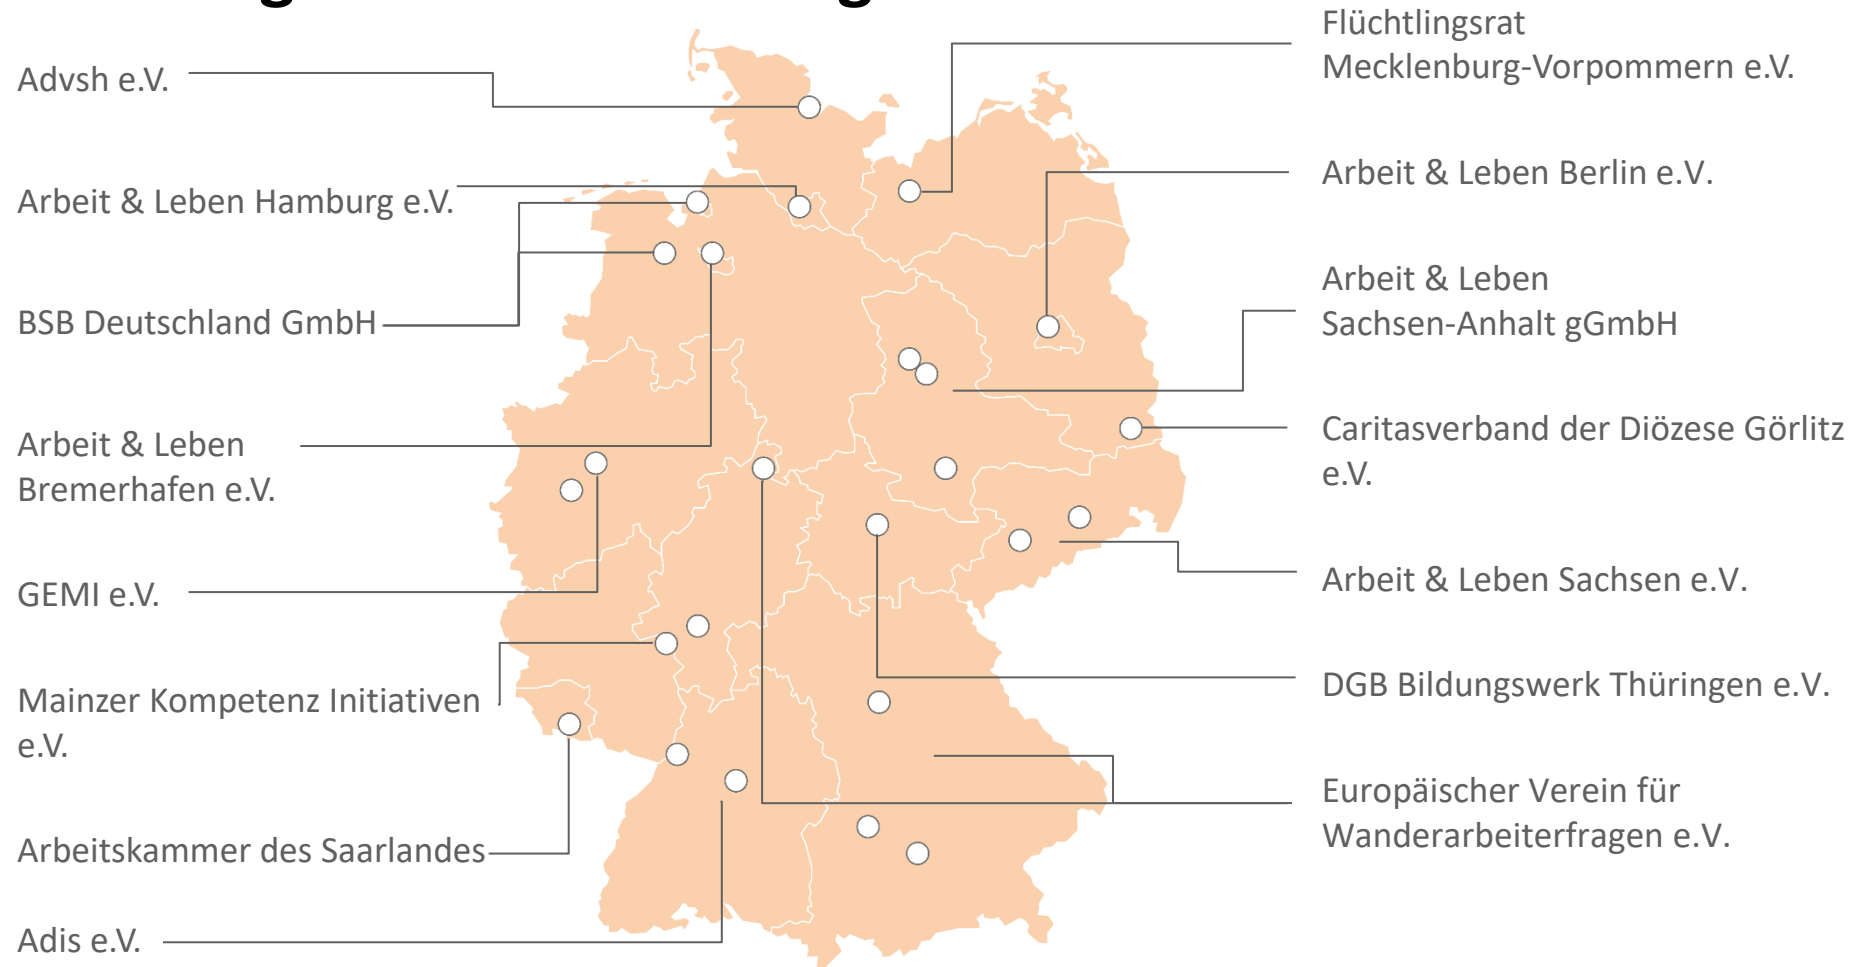 Advsh e.V.
Arbeit & Leben Hamburg e.V.
BSB Deutschland GmbH
Arbeit & Leben
Bremerhafen e.V.
GEMI e.V.
Mainzer Kompetenz Initiativen
e.V.
Arbeitskammer des Saarlandes
Adis e.V.
Flüchtlingsrat
Mecklenburg-Vorpommern e.V.
Arbeit & Leben Berlin e.V.
Arbeit & Leben
Sachsen-Anhalt gGmbH
Caritasverband der Diözese Görlitz
e.V.
Arbeit & Leben Sachsen e.V.
DGB Bildungswerk Thüringen e.V.
Europäischer Verein für
Wanderarbeiterfragen e.V.